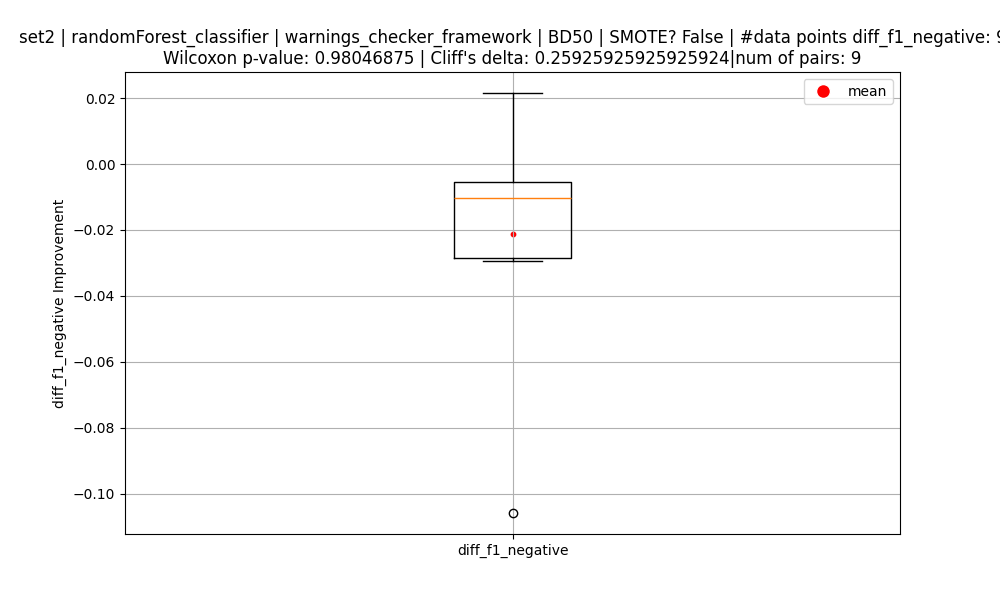 set2 | randomForest_classifier | warnings_checker_framework | BD50 | SMOTE? False | #data points diff_f1_negative: 9
Wilcoxon p-value: 0.98046875 | Cliff's delta: 0.25925925925925924|num of pairs: 9
mean
0.02
0.00
−0.02
−0.04
−0.06
−0.08
−0.10
diff_f1_negative Improvement
diff_f1_negative